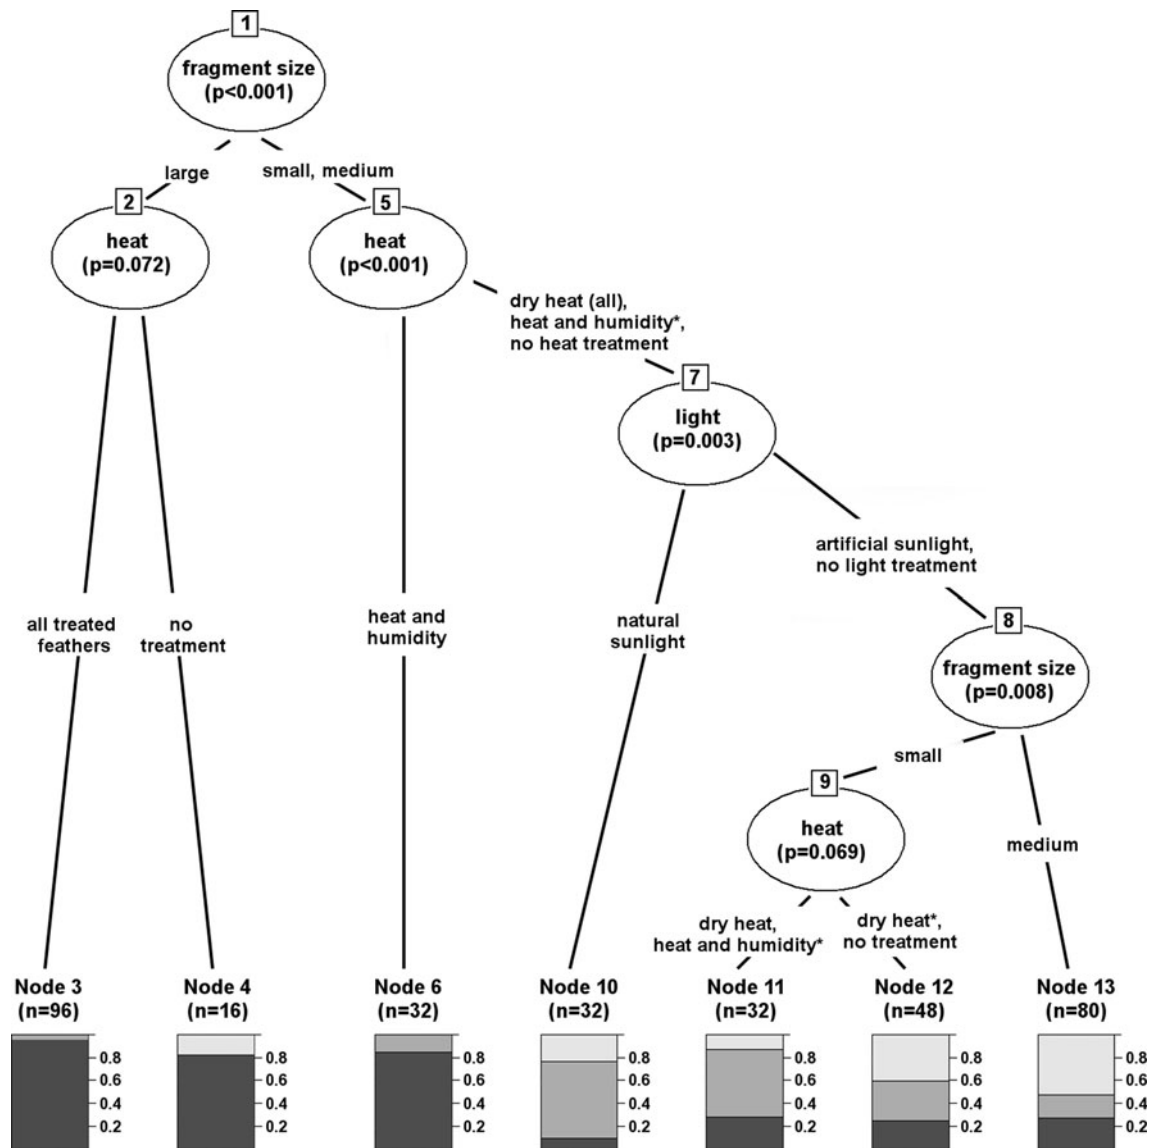 1
fragment size
(p<0.001)
large
small, medium
2
heat
(p=0.072)
5
heat
(p<0.001)
dry heat (all),
heat and humidity*,
no heat treatment
7
light
(p=0.003)
artificial sunlight,
no light treatment
all treated
feathers
no
treatment
heat and
humidity
natural
sunlight
8
fragment size
(p=0.008)
small
medium
9
heat
(p=0.069)
dry heat,
heat and humidity*
dry heat*,
no treatment
Node 3
(n=96)
Node 4
(n=16)
Node 6
(n=32)
Node 10
(n=32)
Node 11
(n=32)
Node 12
(n=48)
Node 13
(n=80)
0.8
0.6
0.4
0.2
0.8
0.6
0.4
0.2
0.8
0.6
0.4
0.2
0.8
0.6
0.4
0.2
0.8
0.6
0.4
0.2
0.8
0.6
0.4
0.2
0.8
0.6
0.4
0.2